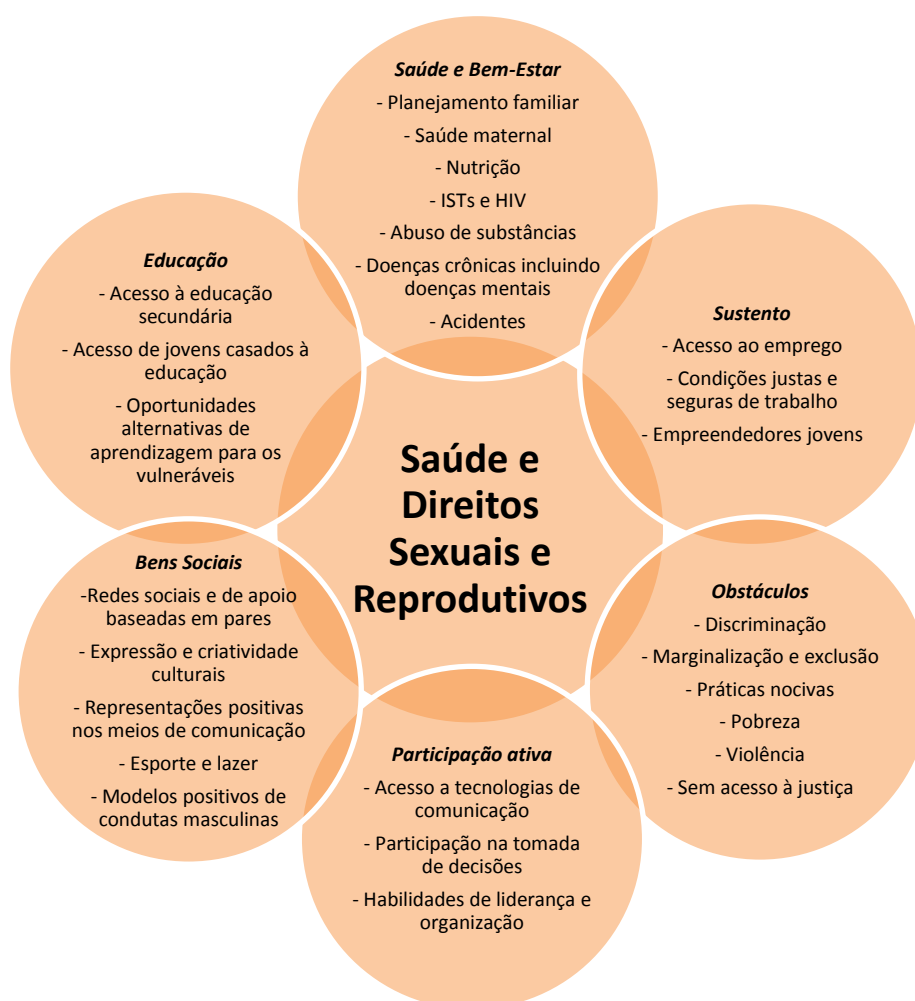 Saúde e Bem-Estar
- Planejamento familiar
- Saúde maternal
- Nutrição
- ISTs e HIV
- Abuso de substâncias
- Doenças crônicas incluindo
doenças mentais
- Acidentes
Educação
- Acesso à educação
secundária
- Acesso de jovens casados à
educação
- Oportunidades
alternativas de
aprendizagem para os
vulneráveis
Sustento
- Acesso ao emprego
- Condições justas e
seguras de trabalho
- Empreendedores jovens
Saúde e
Direitos
Sexuais e
Reprodutivos
Bens Sociais
-Redes sociais e de apoio
baseadas em pares
- Expressão e criatividade
culturais
- Representações positivas
nos meios de comunicação
- Esporte e lazer
- Modelos positivos de
condutas masculinas
Obstáculos
- Discriminação
- Marginalização e exclusão
- Práticas nocivas
- Pobreza
- Violência
- Sem acesso à justiça
Participação ativa
- Acesso a tecnologias de
comunicação
- Participação na tomada
de decisões
- Habilidades de liderança e
organização